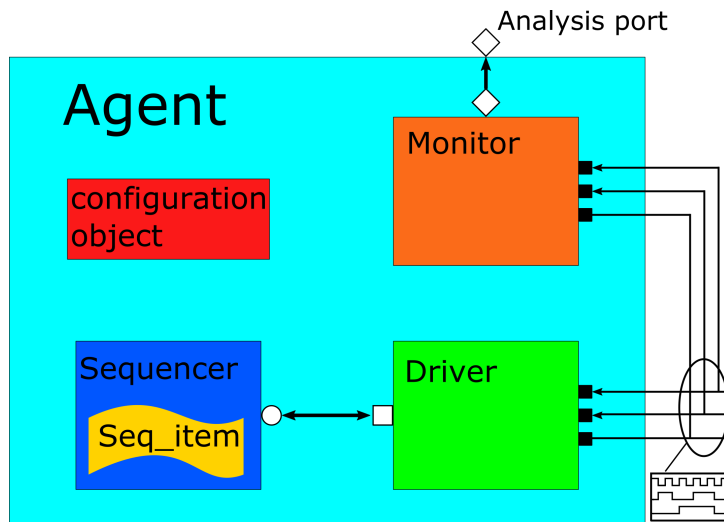 Analysis port
Agent
Monitor
configuration
object
Sequencer
Seq_item
Driver